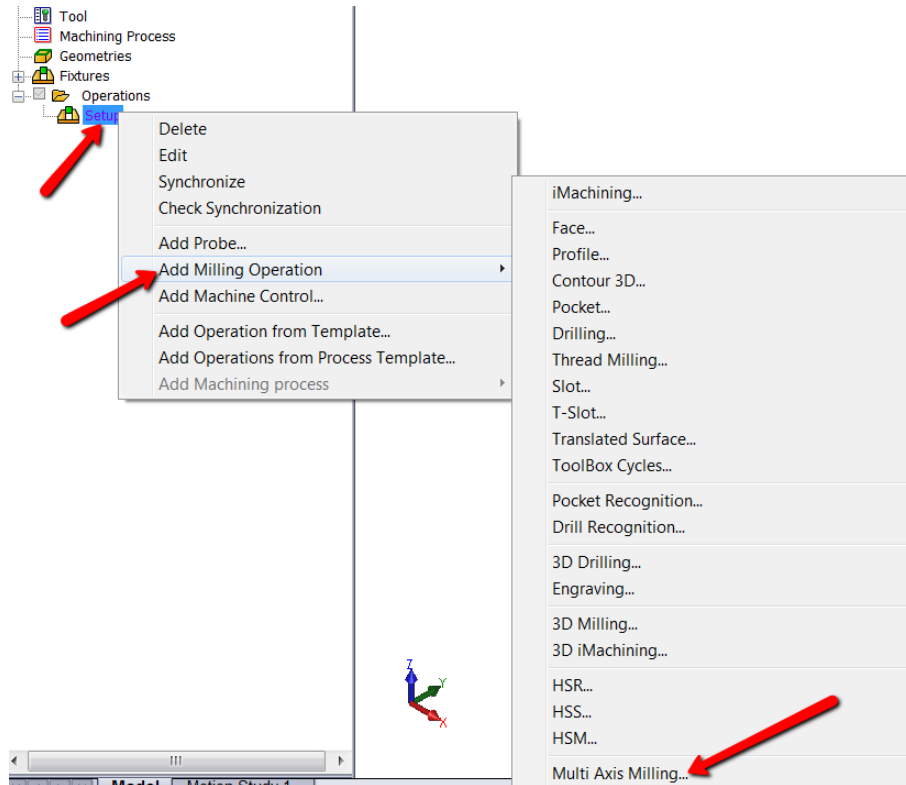 Tool
Machining Process
Geometries
Fixtures
Operations
Setup
Delete
Edit
Synchronize
Check Synchronization
Add Probe...
Add Milling Operation
Add Machine Control...
Add Operation from Template...
Add Operations from Process Template...
Add Machining process
iMachining...
Face...
Profile...
Contour 3D...
Pocket...
Drilling...
Thread Milling...
Slot...
T-Slot...
Translated Surface...
ToolBox Cycles...
Pocket Recognition...
Drill Recognition...
3D Drilling...
Engraving...
3D Milling...
3D iMachining...
HSR...
HSS...
HSM...
Multi Axis Milling...
Z
Y
X
Model Motion Study 1